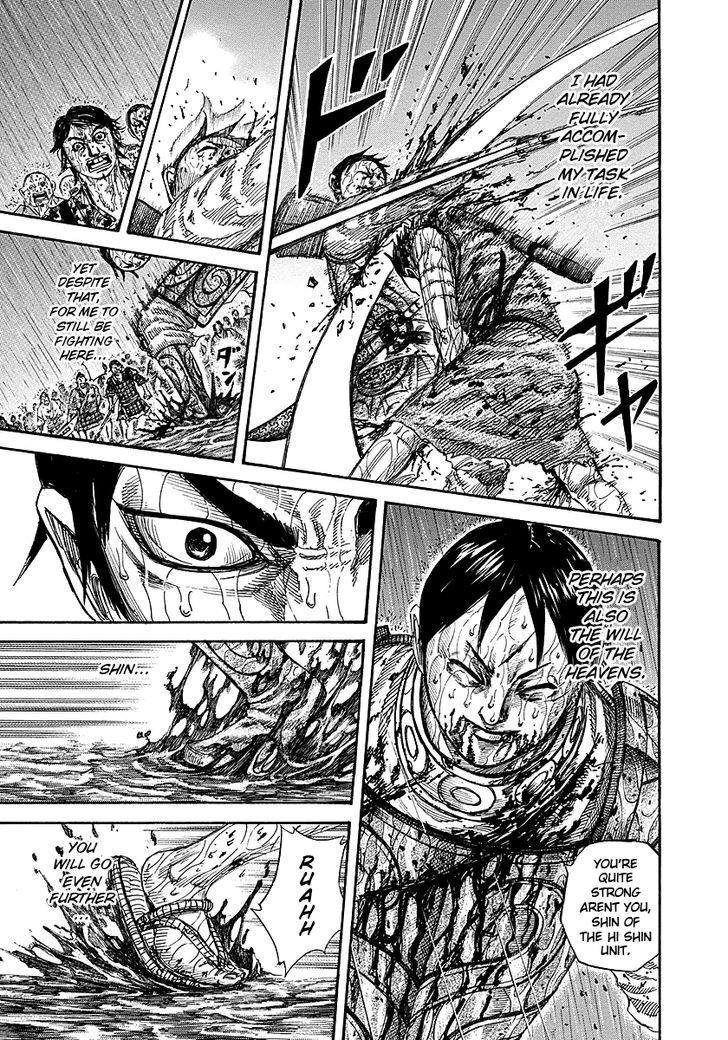 I HAD
ALREADY
FULLY
ACCOM-
PLISHED
MY TASK
IN LIFE.
ドド
ギャ
YET
DESPITE
THAT,
FOR ME TO
STILL BE
FIGHTING
HERE...
ダン
PERHAPS
THIS IS
ALSO
THE WILL
OF THE
HEAVENS.
YOU'RE
QUITE
STRONG
ARENT YOU,
SHIN OF
THE HI SHIN
UNIT.
SHIN...
RUAHH
YOU
WILL GO
EVEN
FURTHER
...